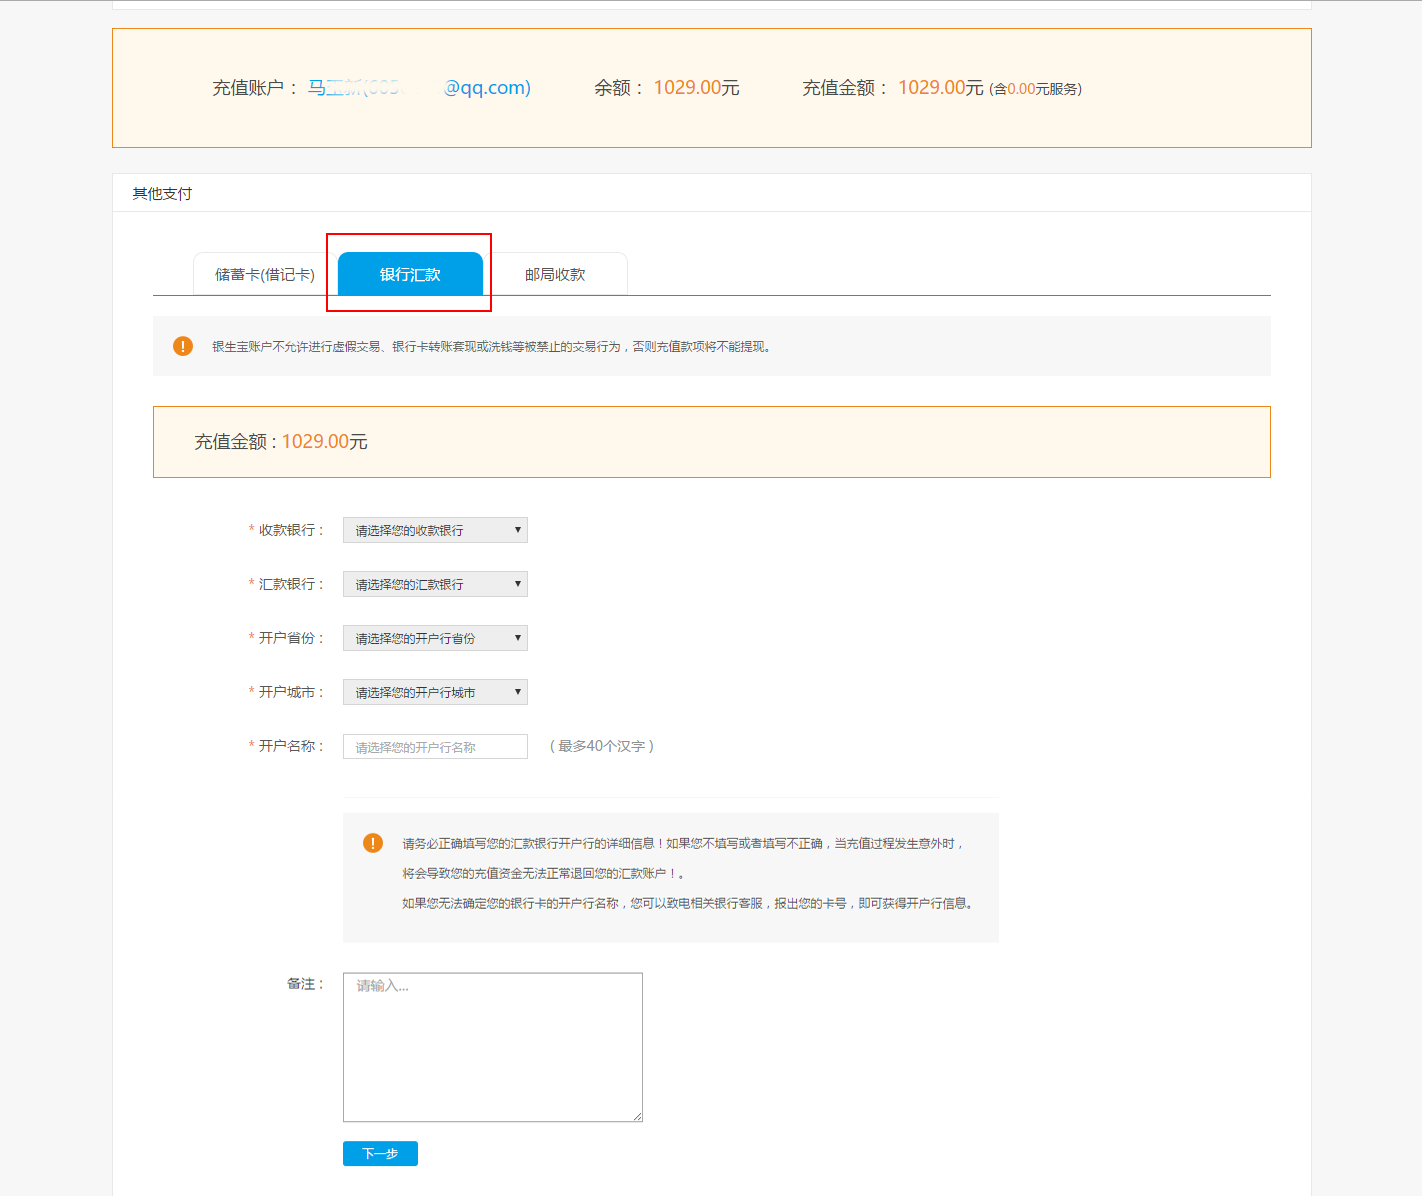 充值账户： 马 @qq.com) 余额： 1029.00元 充值金额： 1029.00元 (含0.00元服务)
其他支付
储蓄卡(借记卡) 银行汇款 邮局收款
银生宝账户不允许进行虚假交易、银行卡转账套现或洗钱等被禁止的交易行为，否则充值款项将不能提现。
充值金额 : 1029.00元
* 收款银行： 请选择您的收款银行
* 汇款银行： 请选择您的汇款银行
* 开户省份： 请选择您的开户行省份
* 开户城市： 请选择您的开户行城市
* 开户名称： 请选择您的开户行名称 （ 最多40个汉字 ）
请务必正确填写您的汇款银行开户行的详细信息！如果您不填写或者填写不正确，当充值过程发生意外时，
将会导致您的充值资金无法正常退回您的汇款账户！。
如果您无法确定您的银行卡的开户行名称，您可以致电相关银行客服，报出您的卡号，即可获得开户行信息。
备注： 请输入...
下一步